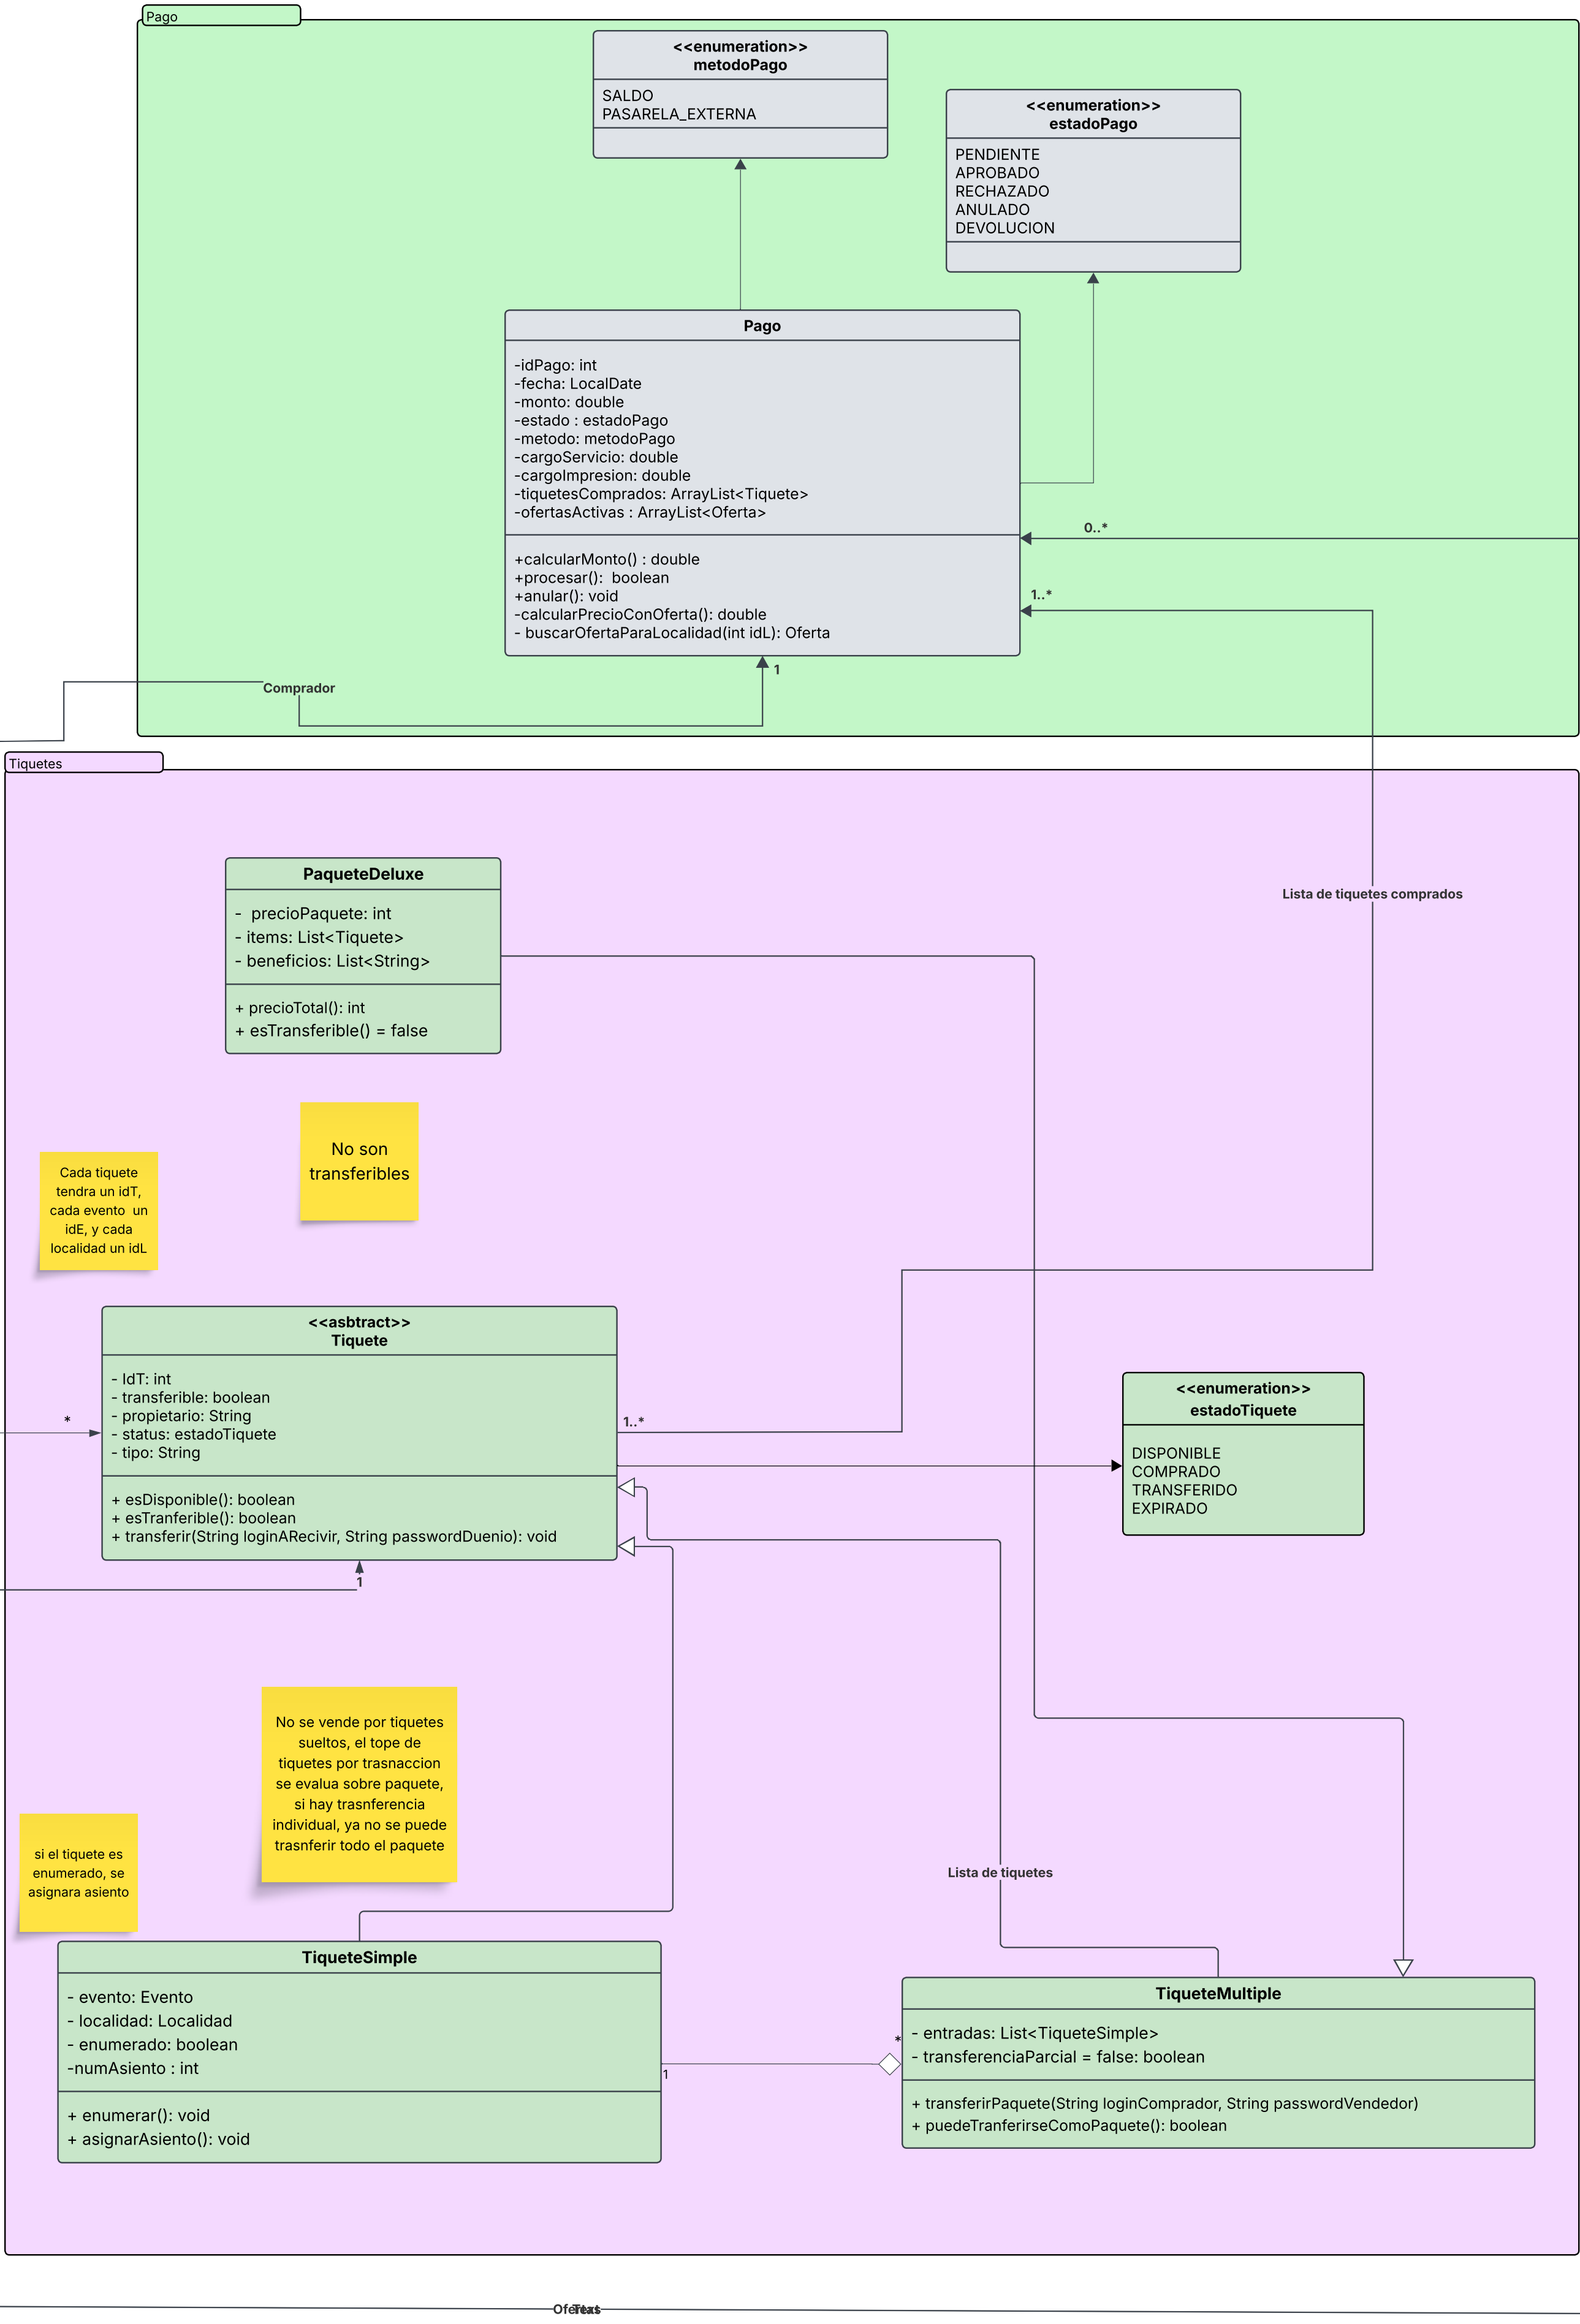 Pago
<<enumeration>>
metodoPago
SALDO
PASARELA_EXTERNA
<<enumeration>>
estadoPago
PENDIENTE
APROBADO
RECHAZADO
ANULADO
DEVOLUCION
Pago
-idPago: int
-fecha: LocalDate
-monto: double
-estado : estadoPago
-metodo: metodoPago
-cargoServicio: double
-cargoImpresion: double
-tiquetesComprados: ArrayList<Tiquete>
-ofertasActivas : ArrayList<Oferta>
+calcularMonto() : double
+procesar():  boolean
+anular(): void
-calcularPrecioConOferta(): double
- buscarOfertaParaLocalidad(int idL): Oferta
0..*
1..*
1
Comprador
Tiquetes
PaqueteDeluxe
-  precioPaquete: int
- items: List<Tiquete>
- beneficios: List<String>
+ precioTotal(): int
+ esTransferible() = false
Lista de tiquetes comprados
No son
transferibles
Cada tiquete
tendra un idT,
cada evento  un
idE, y cada
localidad un idL
<<asbtract>>
Tiquete
- IdT: int
- transferible: boolean
- propietario: String
- status: estadoTiquete
- tipo: String
+ esDisponible(): boolean
+ esTranferible(): boolean
+ transferir(String loginARecivir, String passwordDuenio): void
*
1..*
1
<<enumeration>>
estadoTiquete
DISPONIBLE
COMPRADO
TRANSFERIDO
EXPIRADO
No se vende por tiquetes
sueltos, el tope de
tiquetes por trasnaccion
se evalua sobre paquete,
si hay trasnferencia
individual, ya no se puede
trasnferir todo el paquete
si el tiquete es
enumerado, se
asignara asiento
Lista de tiquetes
TiqueteSimple
- evento: Evento
- localidad: Localidad
- enumerado: boolean
-numAsiento : int
+ enumerar(): void
+ asignarAsiento(): void
1
*
TiqueteMultiple
- entradas: List<TiqueteSimple>
- transferenciaParcial = false: boolean
+ transferirPaquete(String loginComprador, String passwordVendedor)
+ puedeTranferirseComoPaquete(): boolean
Ofertas
Text